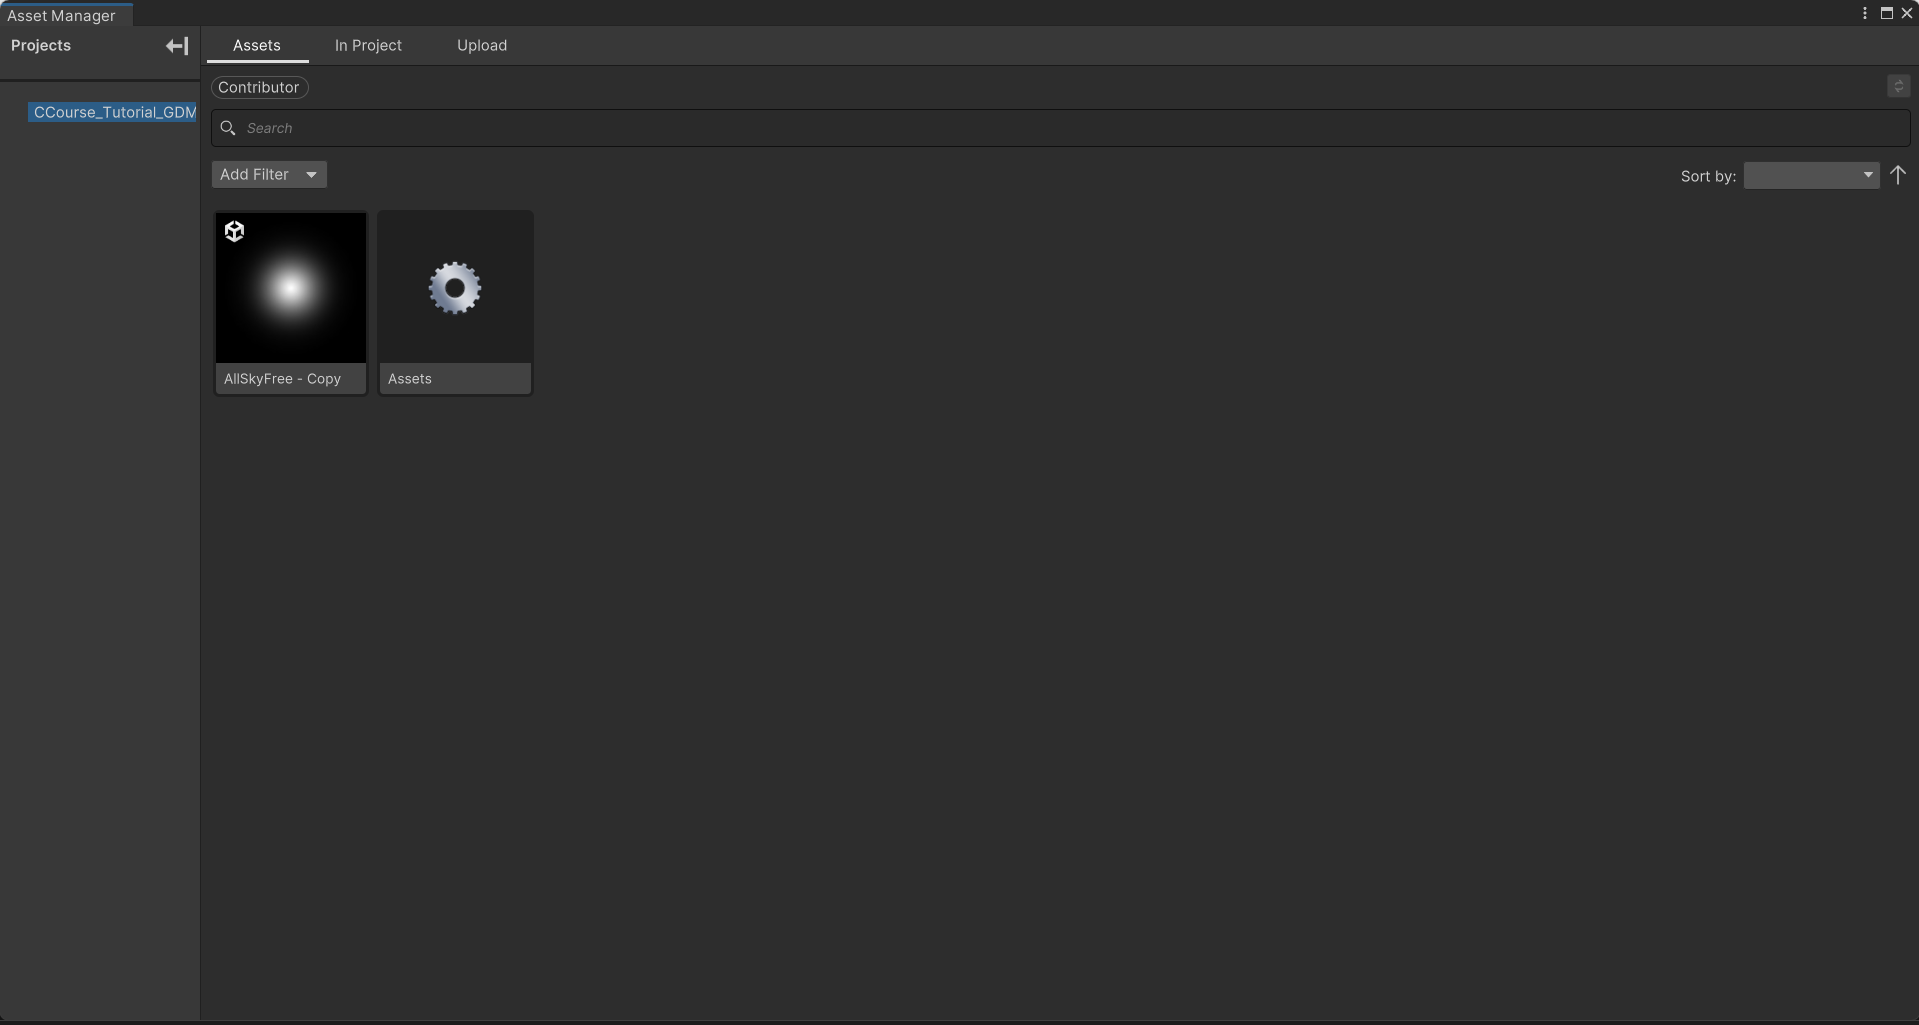 Asset Manager
Projects
Assets
In Project
Upload
Contributor
CCourse_Tutorial_GDM
Search
Add Filter
Sort by:
AllSkyFree - Copy
Assets